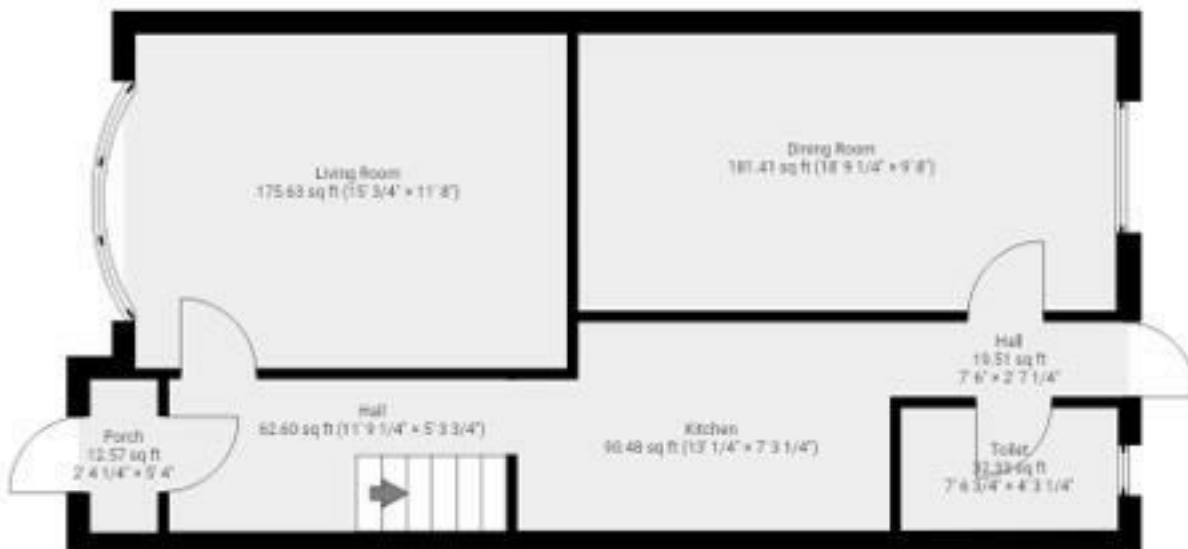 Living Room
175.63 sq ft (15' 3/4" × 11' 8")
Dining Room
181.41 sq ft (18' 9 1/4" × 9' 8")
Hall
19.51 sq ft
7' 6" × 2' 7 1/4"
Hall
62.60 sq ft (11' 9 1/4" × 5' 3 3/4")
Porch
12.57 sq ft
2' 4 1/4" × 5' 4"
Kitchen
90.48 sq ft (13' 1/4" × 7' 3 1/4")
Toilet
sq ft
7' 6 3/4" × 4' 3 1/4"